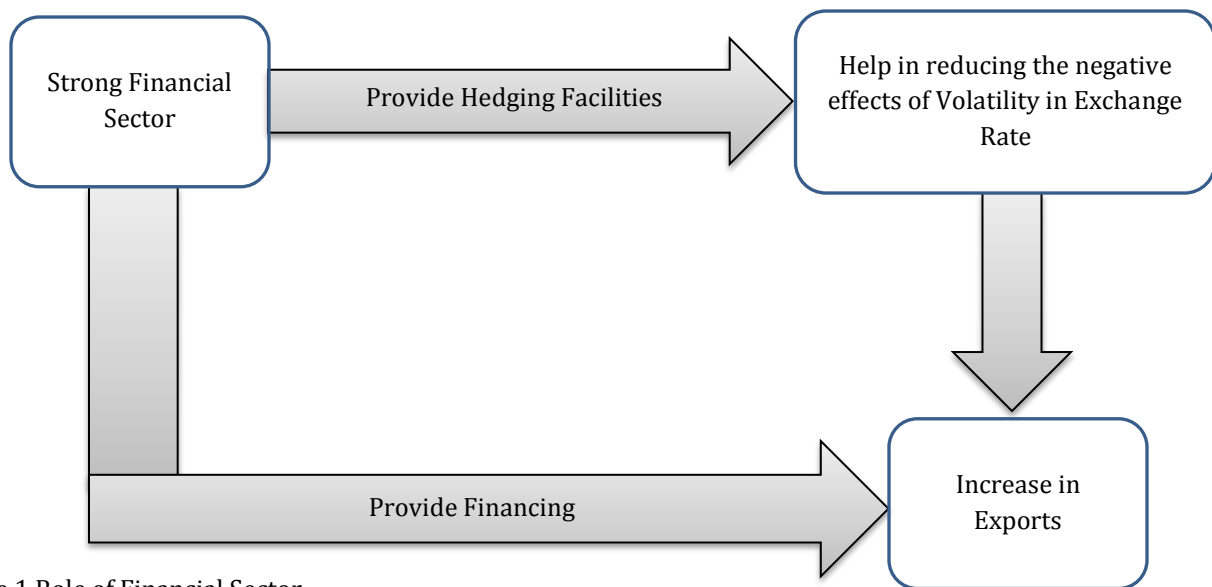 Strong Financial
Sector
Provide Hedging Facilities
Help in reducing the negative
effects of Volatility in Exchange
Rate
Provide Financing
Increase in
Exports
1 Role of Financial Sector